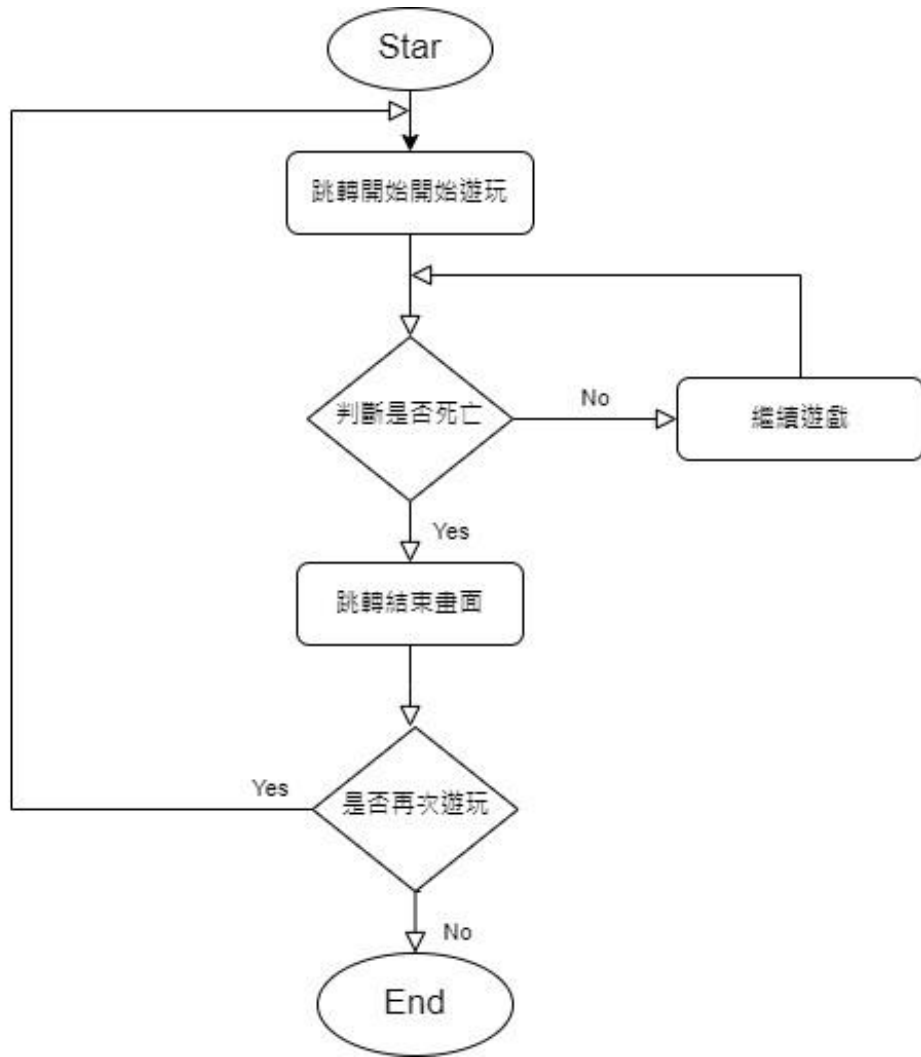 Star
跳轉開始開始遊玩
判斷是否死亡
No
繼續遊戲
Yes
跳轉結束畫面
Yes
是否再次遊玩
No
End